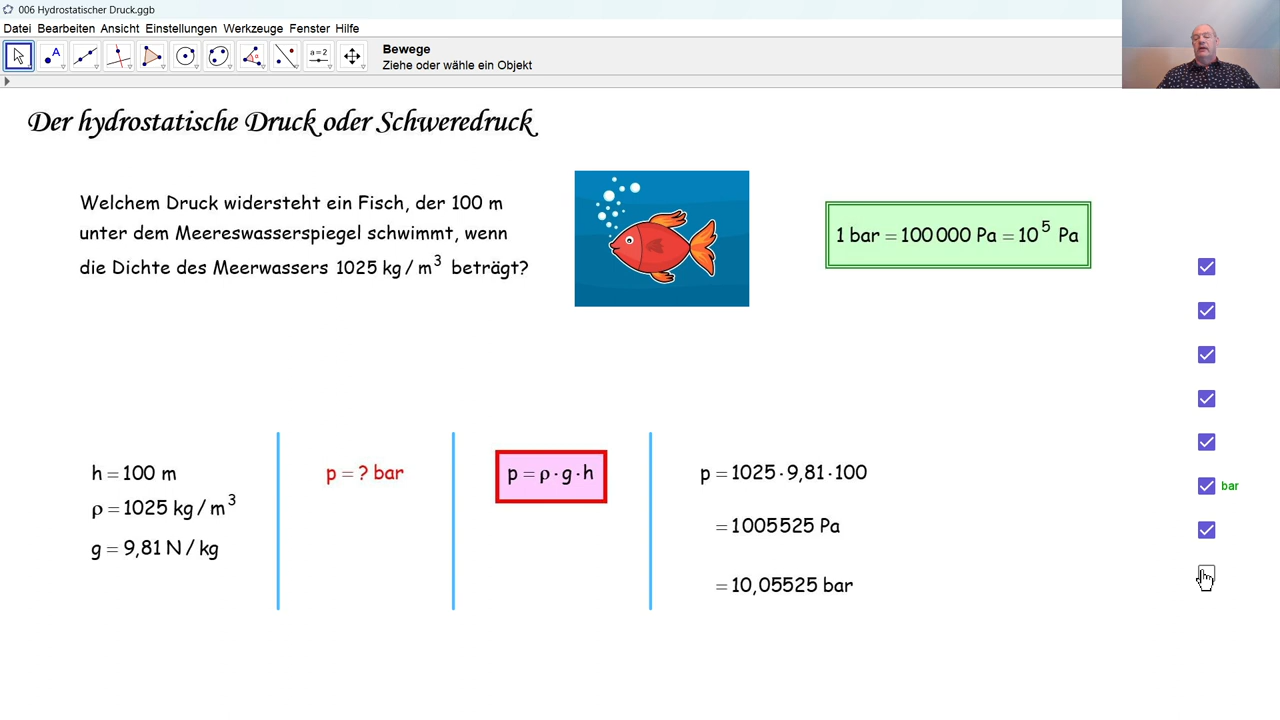 006 Hydrostatischer Druck.ggb
Datei Bearbeiten Ansicht Einstellungen Werkzeuge Fenster Hilfe
A
a=2
Bewege
Ziehe oder wähle ein Objekt
Der hydrostatische Druck oder Schweredruck
Welchem Druck widersteht ein Fisch, der 100 m
unter dem Meereswasserspiegel schwimmt, wenn
die Dichte des Meerwassers 1025 kg / m³ beträgt?
1 bar = 100 000 Pa = 10⁵ Pa
bar
h = 100 m
ρ = 1025 kg / m³
g = 9,81 N / kg
p = ? bar
p = ρ · g · h
p = 1025 · 9,81 · 100
= 1005525 Pa
= 10,05525 bar